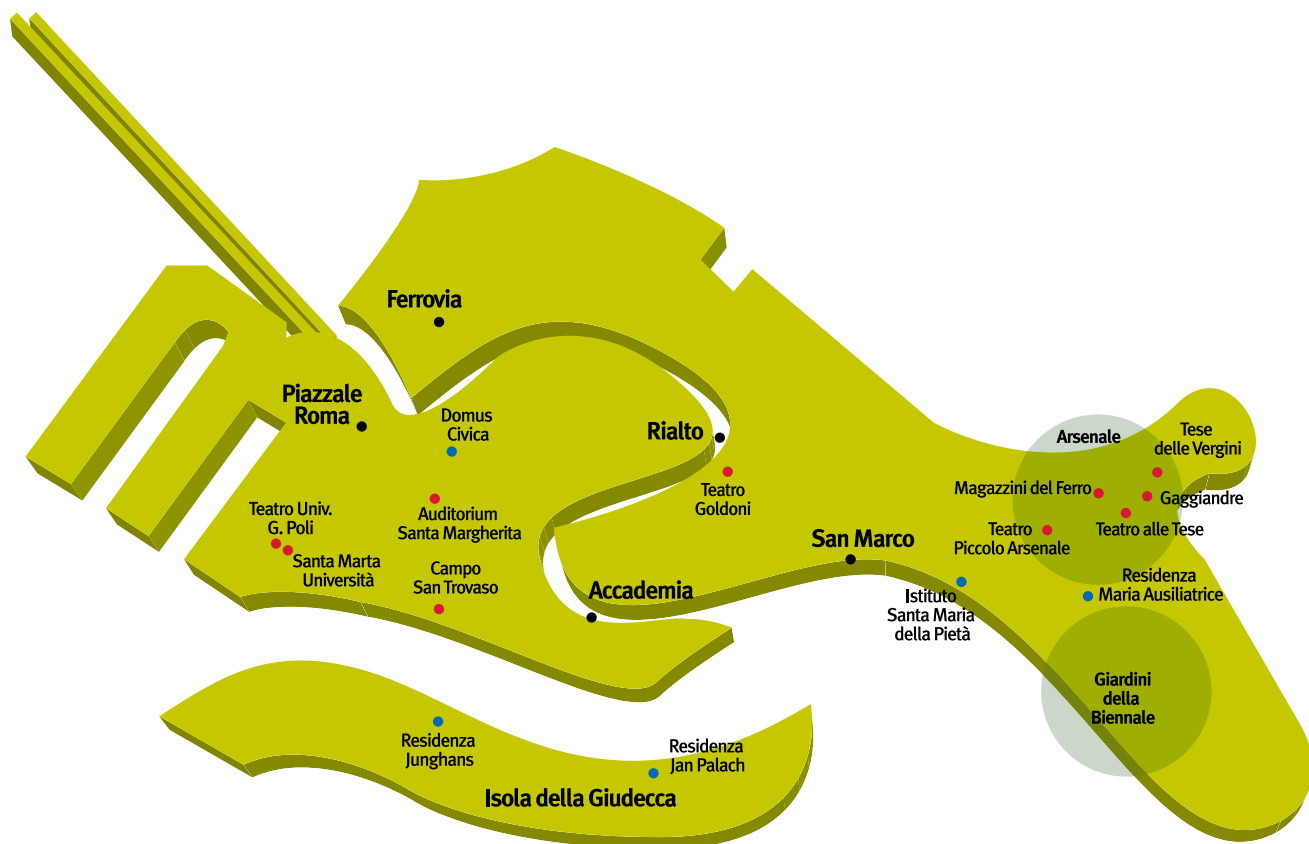 Ferrovia
Piazzale
Roma
Domus
Civica
Rialto
Arsenale
Tese
delle Vergini
Teatro
Goldoni
Magazzini del Ferro
Gaggiandre
Teatro Univ.
G. Poli
Auditorium
Santa Margherita
Teatro
Piccolo Arsenale
Teatro alle Tese
San Marco
Santa Marta
Università
Campo
San Trovaso
Accademia
Istituto
Santa Maria
della Pietà
Residenza
Maria Ausiliatrice
Giardini
della
Biennale
Residenza
Junghans
Residenza
Jan Palach
Isola della Giudecca